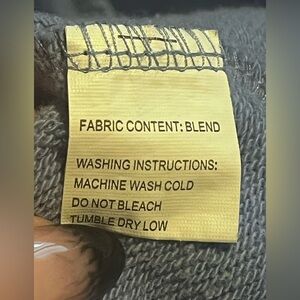 FABRIC CONTENT: BLEND
WASHING INSTRUCTIONS:
MACHINE WASH COLD
DO NOT BLEACH
TUMBLE DRY LOW